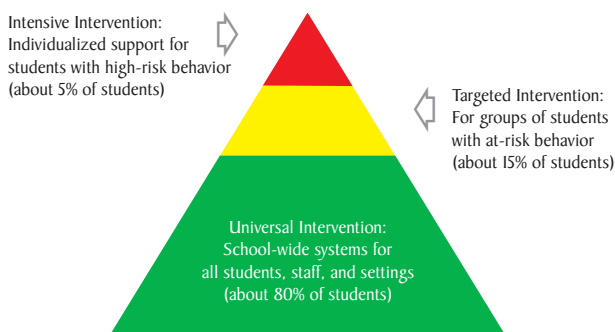 Intensive Intervention:
Individualized support for
students with high-risk behavior
(about 5% of students)
Targeted Intervention:
For groups of students
with at-risk behavior
(about 15% of students)
Universal Intervention:
School-wide systems for
all students, staff, and settings
(about 80% of students)